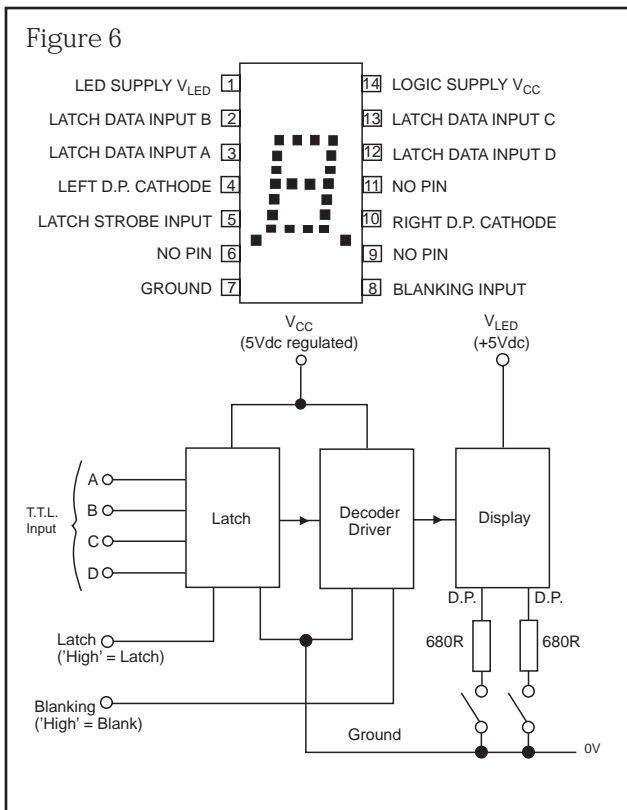 Figure 6
LED SUPPLY VLED 1
14 LOGIC SUPPLY VCC
LATCH DATA INPUT B 2
13 LATCH DATA INPUT C
LATCH DATA INPUT A 3
12 LATCH DATA INPUT D
LEFT D.P. CATHODE 4
11 NO PIN
LATCH STROBE INPUT 5
10 RIGHT D.P. CATHODE
NO PIN 6
9 NO PIN
GROUND 7
8 BLANKING INPUT
VCC
(5Vdc regulated)
VLED
(+5Vdc)
T.T.L.
Input
A
B
C
D
Latch
Decoder
Driver
Display
D.P.
D.P.
680R
680R
Latch
('High' = Latch)
Blanking
('High' = Blank)
Ground
0V